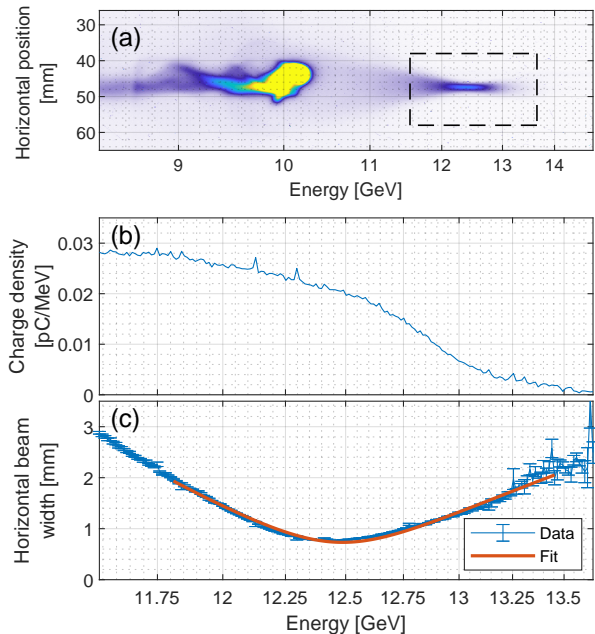 (a)
30
40
50
60
Horizontal position
[mm]
9
10
11
12
13
14
Energy [GeV]
(b)
0.03
0.02
0.01
0
Charge density
[pC/MeV]
(c)
3
2
1
0
Horizontal beam
width [mm]
Data
Fit
11.75
12
12.25
12.5
12.75
13
13.25
13.5
Energy [GeV]